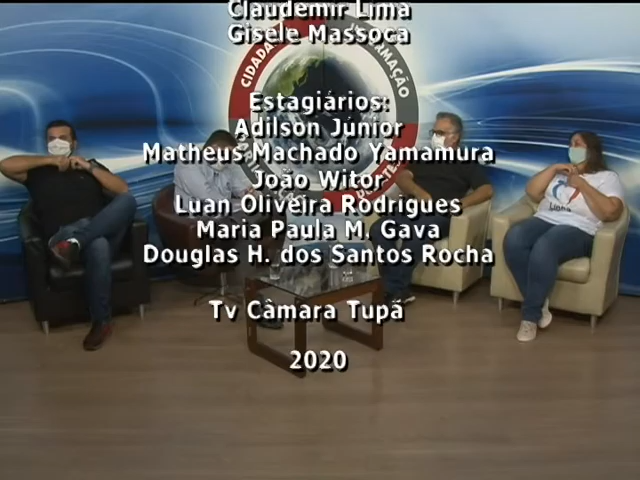 Claudemir Lima
Gisele Massoca
Estagiários:
Adilson Júnior
Matheus Machado Yamamura
João Witor
Luan Oliveira Rodrigues
Maria Paula M. Gava
Douglas H. dos Santos Rocha
Tv Câmara Tupã
2020